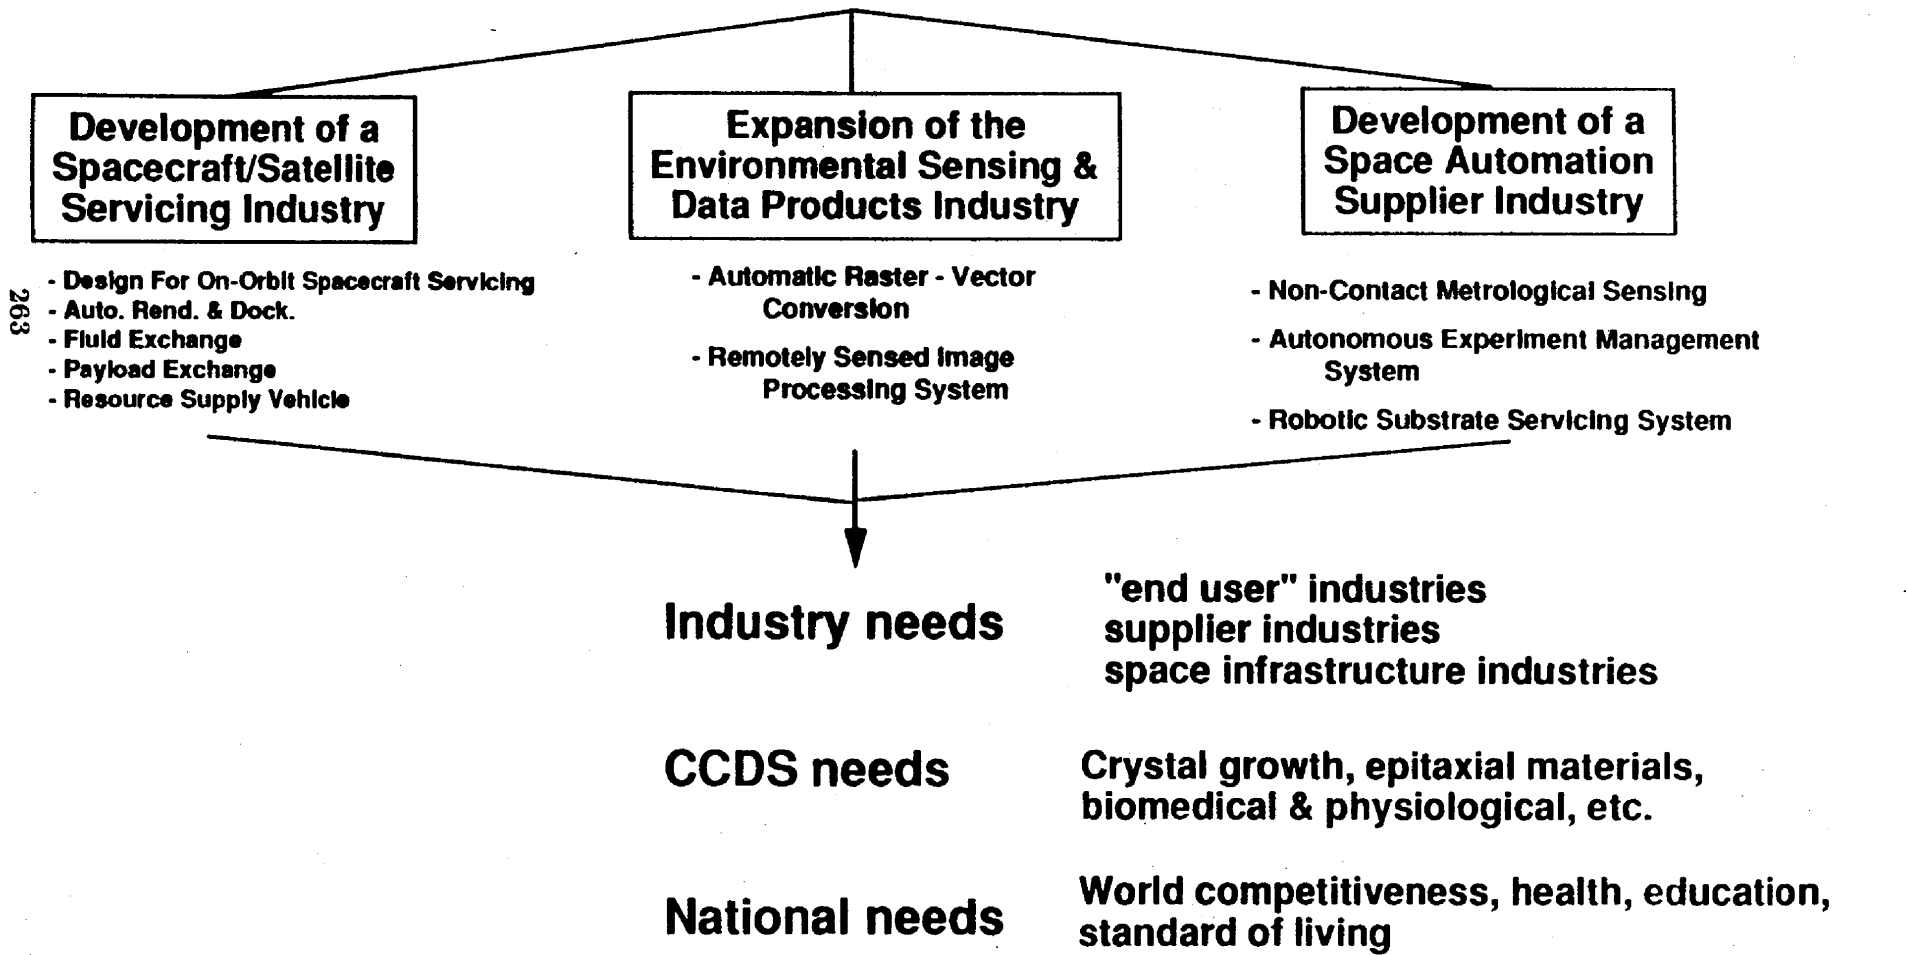 Development of a
Spacecraft/Satellite
Servicing Industry
- Design For On-Orbit Spacecraft Servicing
- Auto. Rend. & Dock.
- Fluid Exchange
- Payload Exchange
- Resource Supply Vehicle
Expansion of the
Environmental Sensing &
Data Products Industry
- Automatic Raster - Vector
Conversion
- Remotely Sensed Image
Processing System
Development of a
Space Automation
Supplier Industry
- Non-Contact Metrological Sensing
- Autonomous Experiment Management
System
- Robotic Substrate Servicing System
263
Industry needs
"end user" industries
supplier industries
space infrastructure industries
CCDS needs
Crystal growth, epitaxial materials,
biomedical & physiological, etc.
National needs
World competitiveness, health, education,
standard of living